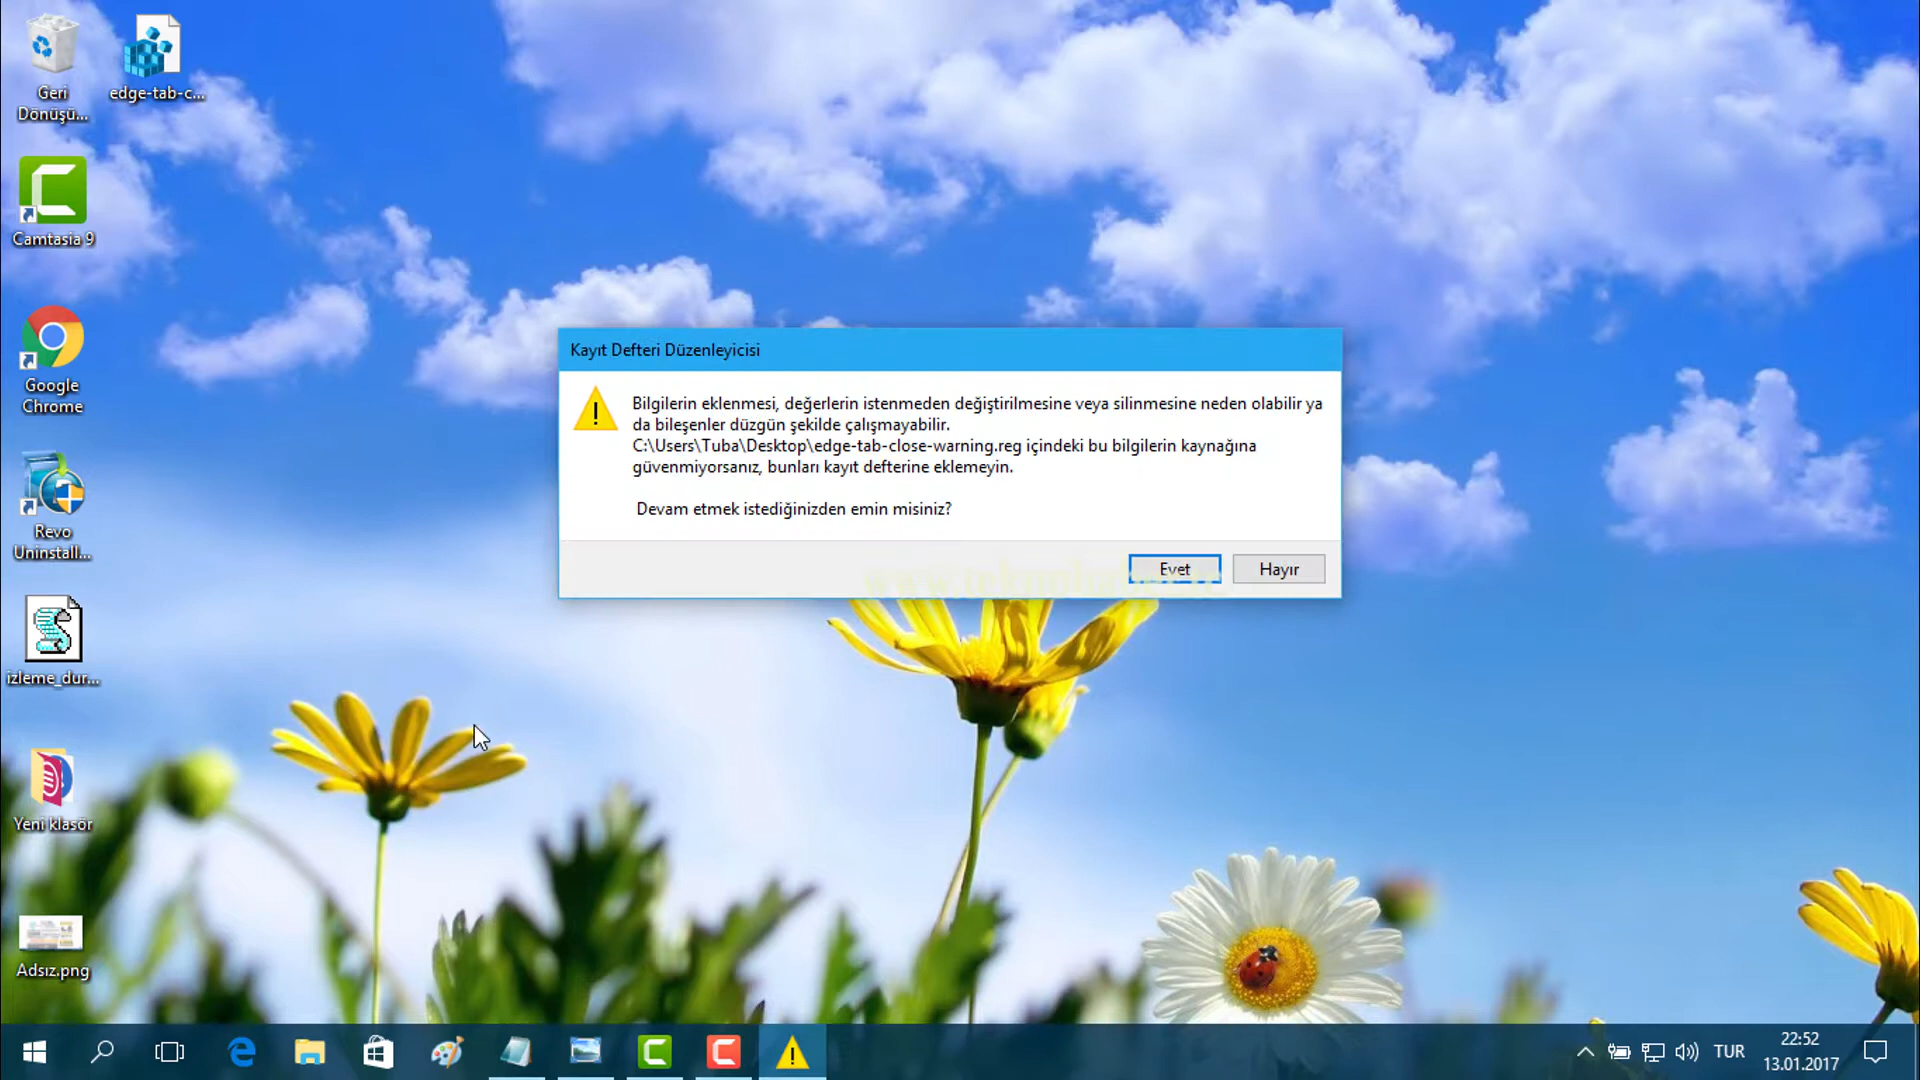 Geri
Dönüşü...
edge-tab-c...
Camtasia 9
Google
Chrome
Revo
Uninstall...
izleme_dur...
Yeni klasör
Adsız.png
Kayıt Defteri Düzenleyicisi
Bilgilerin eklenmesi, değerlerin istenmeden değiştirilmesine veya silinmesine neden olabilir ya
da bileşenler düzgün şekilde çalışmayabilir.
C:\Users\Tuba\Desktop\edge-tab-close-warning.reg içindeki bu bilgilerin kaynağına
güvenmiyorsanız, bunları kayıt defterine eklemeyin.
Devam etmek istediğinizden emin misiniz?
Evet
Hayır
TUR
22:52
13.01.2017